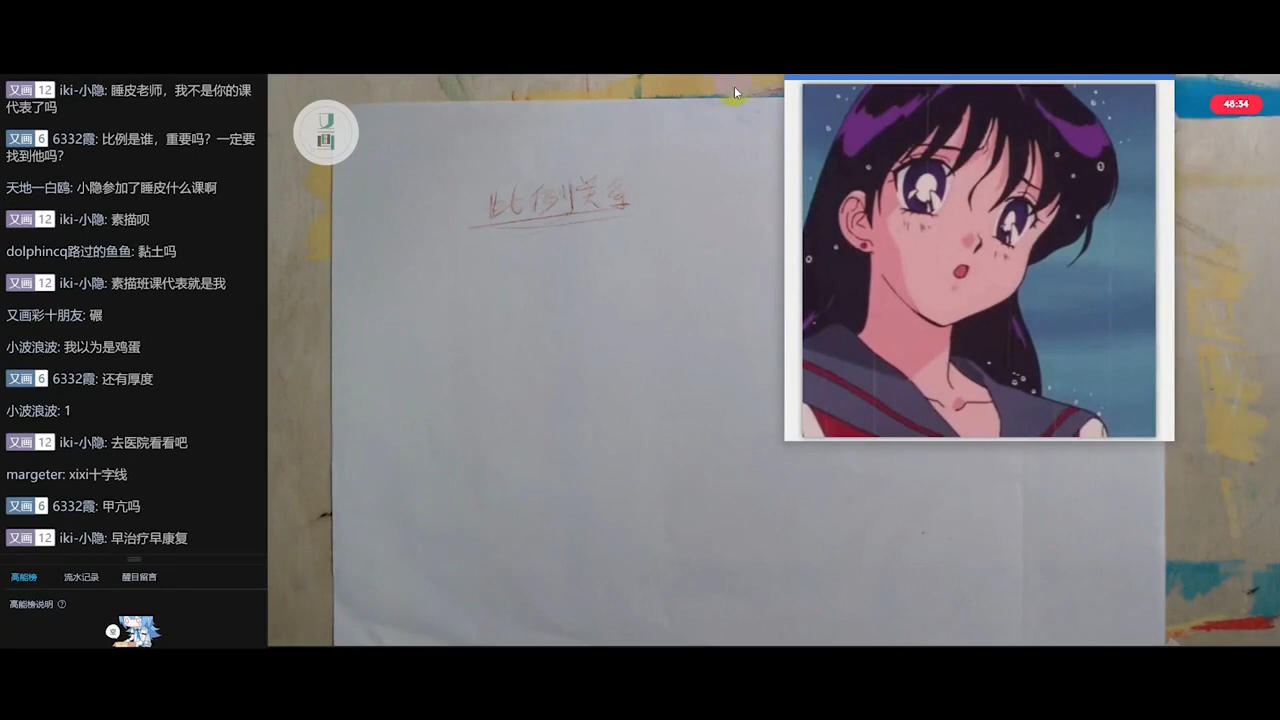 又画 12 iki-小隐: 睡皮老师，我不是你的课
代表了吗
又画 6 6332霞: 比例是谁，重要吗？一定要
找到他吗?
天地一白鸥: 小隐参加了睡皮什么课啊
又画 12 iki-小隐: 素描呗
dolphincq路过的鱼鱼: 黏土吗
又画 12 iki-小隐: 素描班课代表就是我
又画彩十朋友: 碾
小波浪波: 我以为是鸡蛋
又画 6 6332霞: 还有厚度
小波浪波: 1
又画 12 iki-小隐: 去医院看看吧
margeter: xixi十字线
又画 6 6332霞: 甲亢吗
又画 12 iki-小隐: 早治疗早康复
高能榜 流水记录 醒目留言
高能榜说明 ?
又画
比例关系
48:34